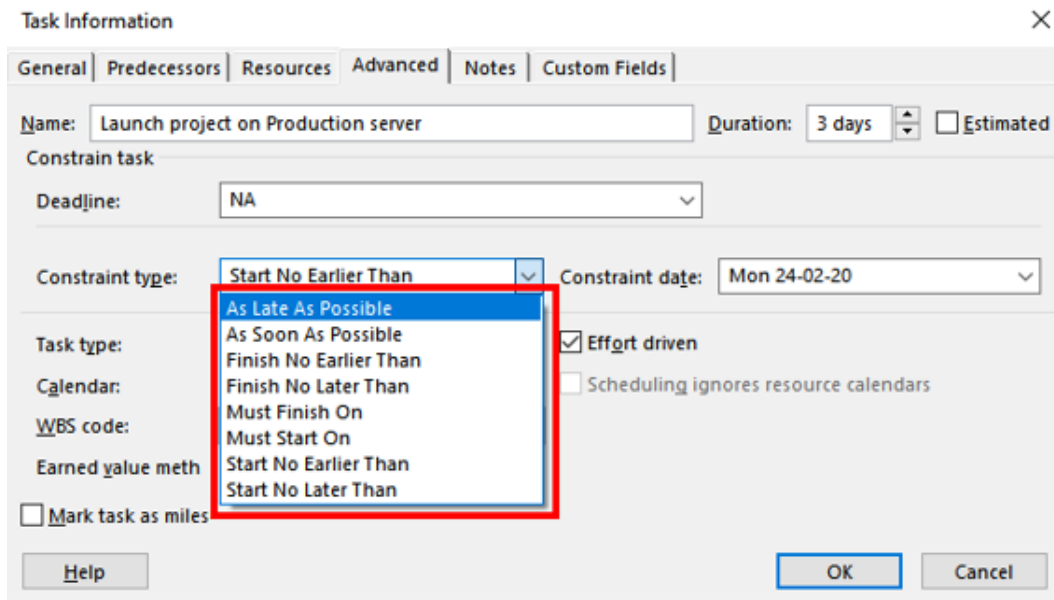 Task Information
General Predecessors Resources Advanced Notes Custom Fields
Name: Launch project on Production server Duration: 3 days Estimated
Constrain task
Deadline: NA
Constraint type: Start No Earlier Than Constraint date: Mon 24-02-20
As Late As Possible
As Soon As Possible
Task type: Effort driven
Finish No Earlier Than
Calendar: Finish No Later Than Scheduling ignores resource calendars
Must Finish On
WBS code:
Must Start On
Earned value meth Start No Earlier Than
Start No Later Than
Mark task as miles
Help OK Cancel